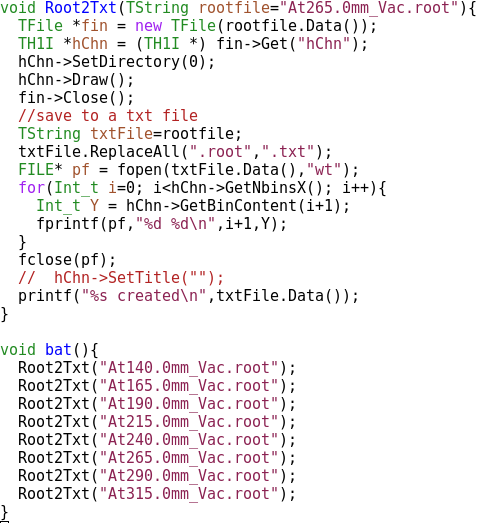 void Root2Txt(TString rootfile="At265.0mm_Vac.root"){
  TFile *fin = new TFile(rootfile.Data());
  TH1I *hChn = (TH1I *) fin->Get("hChn");
  hChn->SetDirectory(0);
  hChn->Draw();
  fin->Close();
  //save to a txt file
  TString txtFile=rootfile;
  txtFile.ReplaceAll(".root",".txt");
  FILE* pf = fopen(txtFile.Data(),"wt");
  for(Int_t i=0; i<hChn->GetNbinsX(); i++){
    Int_t Y = hChn->GetBinContent(i+1);
    fprintf(pf,"%d %d\n",i+1,Y);
  }
  fclose(pf);
  //  hChn->SetTitle("");
  printf("%s created\n",txtFile.Data());
}

void bat(){
  Root2Txt("At140.0mm_Vac.root");
  Root2Txt("At165.0mm_Vac.root");
  Root2Txt("At190.0mm_Vac.root");
  Root2Txt("At215.0mm_Vac.root");
  Root2Txt("At240.0mm_Vac.root");
  Root2Txt("At265.0mm_Vac.root");
  Root2Txt("At290.0mm_Vac.root");
  Root2Txt("At315.0mm_Vac.root");
}